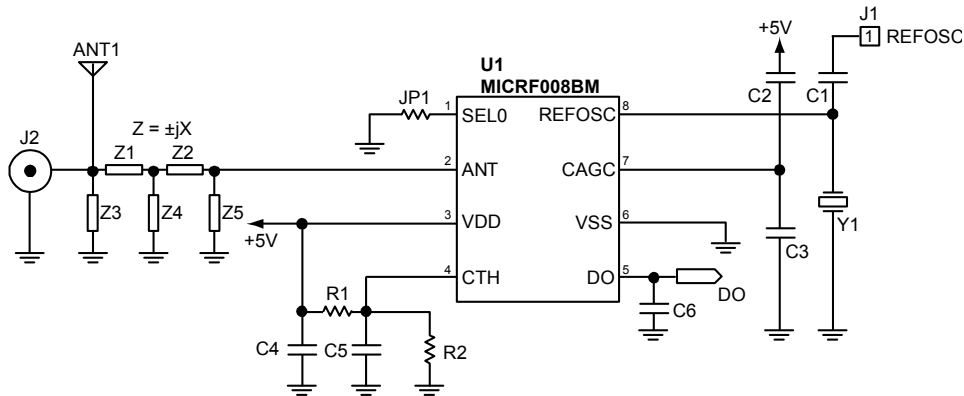 J1
+5V
1 REFOSC
ANT1
U1
MICRF008BM
C2
C1
JP1
1
SEL0
REFOSC
8
J2
Z = ±jX
Z1
Z2
2
ANT
CAGC
7
Z3
Z4
Z5
+5V
3
VDD
VSS
6
Y1
C3
4
CTH
DO
5
DO
R1
C6
C4
C5
R2